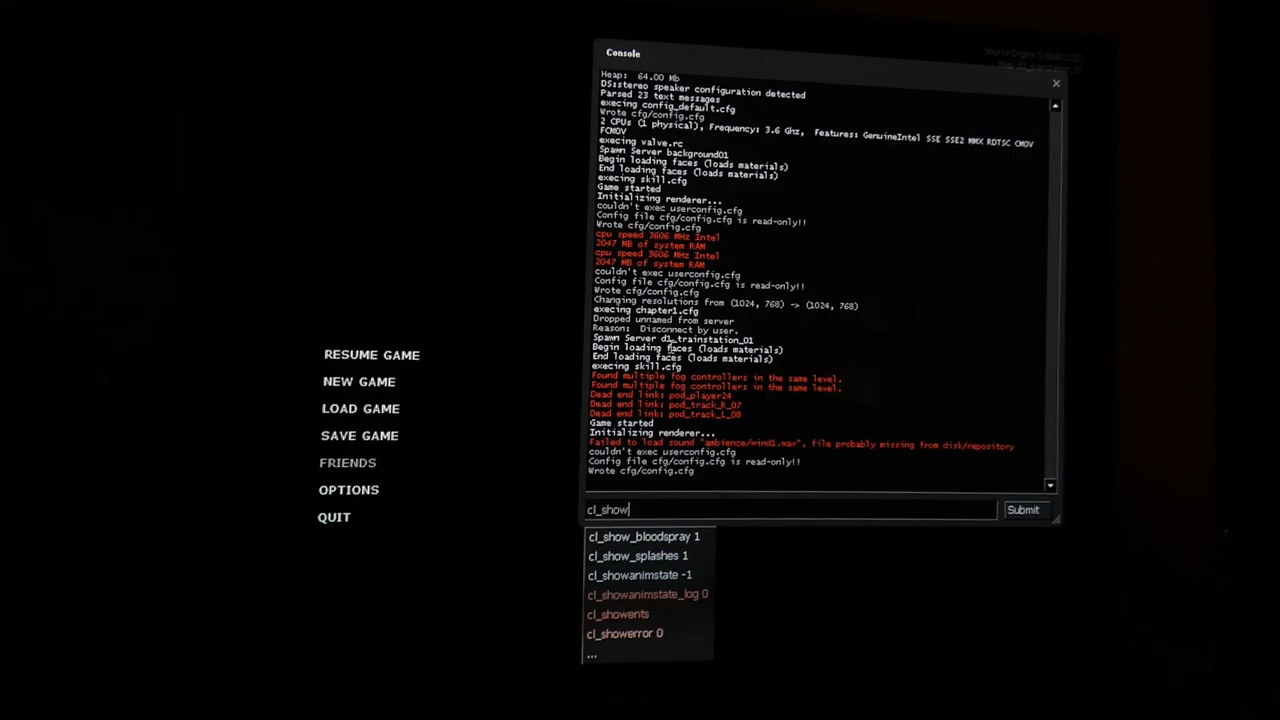 Console
Source Engine
Heap: 64.00 Mb
DS:stereo speaker configuration detected
Parsed 23 text messages
execing config_default.cfg
Wrote cfg/config.cfg
2 CPUs (1 physical), Frequency: 3.6 Ghz, Features: GenuineIntel SSE SSE2 MMX RDTSC CMOV
FCMOV
execing valve.rc
Spawn Server background01
Begin loading faces (loads materials)
End loading faces (loads materials)
execing skill.cfg
Game started
Initializing renderer...
couldn't exec userconfig.cfg
Config file cfg/config.cfg is read-only!!
Wrote cfg/config.cfg
cpu speed 3606 MHz Intel
2047 MB of system RAM
cpu speed 3606 MHz Intel
2047 MB of system RAM
couldn't exec userconfig.cfg
Config file cfg/config.cfg is read-only!!
Wrote cfg/config.cfg
Changing resolutions from (1024, 768) -> (1024, 768)
execing chapter1.cfg
Dropped unnamed from server
Reason: Disconnect by user.
Spawn Server d1_trainstation_01
Begin loading faces (loads materials)
End loading faces (loads materials)
execing skill.cfg
Found multiple fog controllers in the same level.
Found multiple fog controllers in the same level.
Dead end link: pod_player24
Dead end link: pod_track_R_07
Dead end link: pod_track_L_08
Game started
Initializing renderer...
Failed to load sound "ambience/wind1.wav", file probably missing from disk/repository
couldn't exec userconfig.cfg
Config file cfg/config.cfg is read-only!!
Wrote cfg/config.cfg
cl_show
Submit
cl_show_bloodspray 1
cl_show_splashes 1
cl_showanimstate -1
cl_showanimstate_log 0
cl_showents
cl_showerror 0
...
RESUME GAME
NEW GAME
LOAD GAME
SAVE GAME
FRIENDS
OPTIONS
QUIT